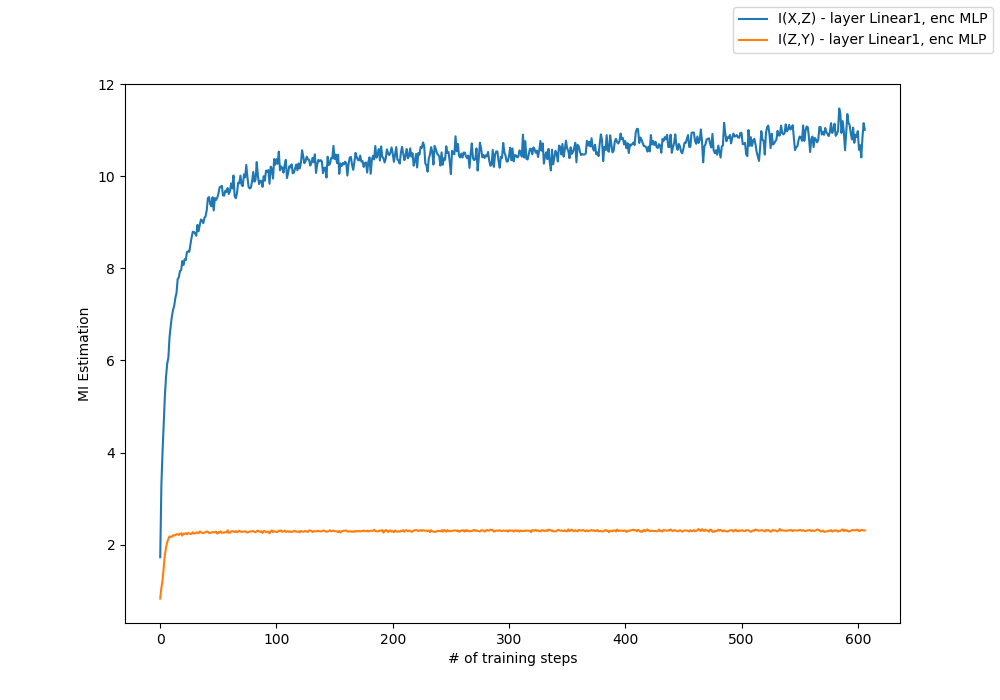 I(X,Z) - layer Linear1, enc MLP
I(Z,Y) - layer Linear1, enc MLP
12
10
8
6
4
2
MI Estimation
0 100 200 300 400 500 600
# of training steps